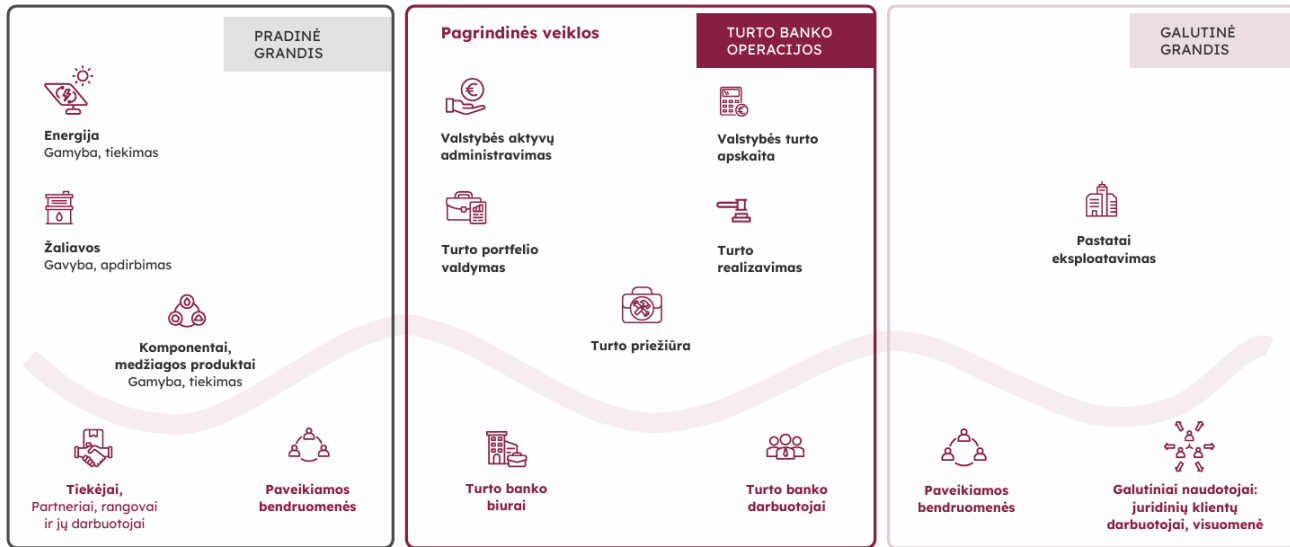 PRADINĖ
GRANDIS
Energija
Gamyba, tiekimas
Žaliavos
Gavyba, apdirbimas
Komponentai,
medžiagos produktai
Gamyba, tiekimas
Tiekėjai,
Partneriai, rangovai
ir jų darbuotojai
Paveikiamos
bendruomenės
Pagrindinės veiklos
TURTO BANKO
OPERACIJOS
Valstybės aktyvų
administravimas
Valstybės turto
apskaita
Turto portfelio
valdymas
Turto
realizavimas
Turto priežiūra
Turto banko
biurai
Turto banko
darbuotojai
GALUTINĖ
GRANDIS
Pastatai
eksploatavimas
Paveikiamos
bendruomenės
Galutiniai naudotojai:
juridinių klientų
darbuotojai, visuomenė